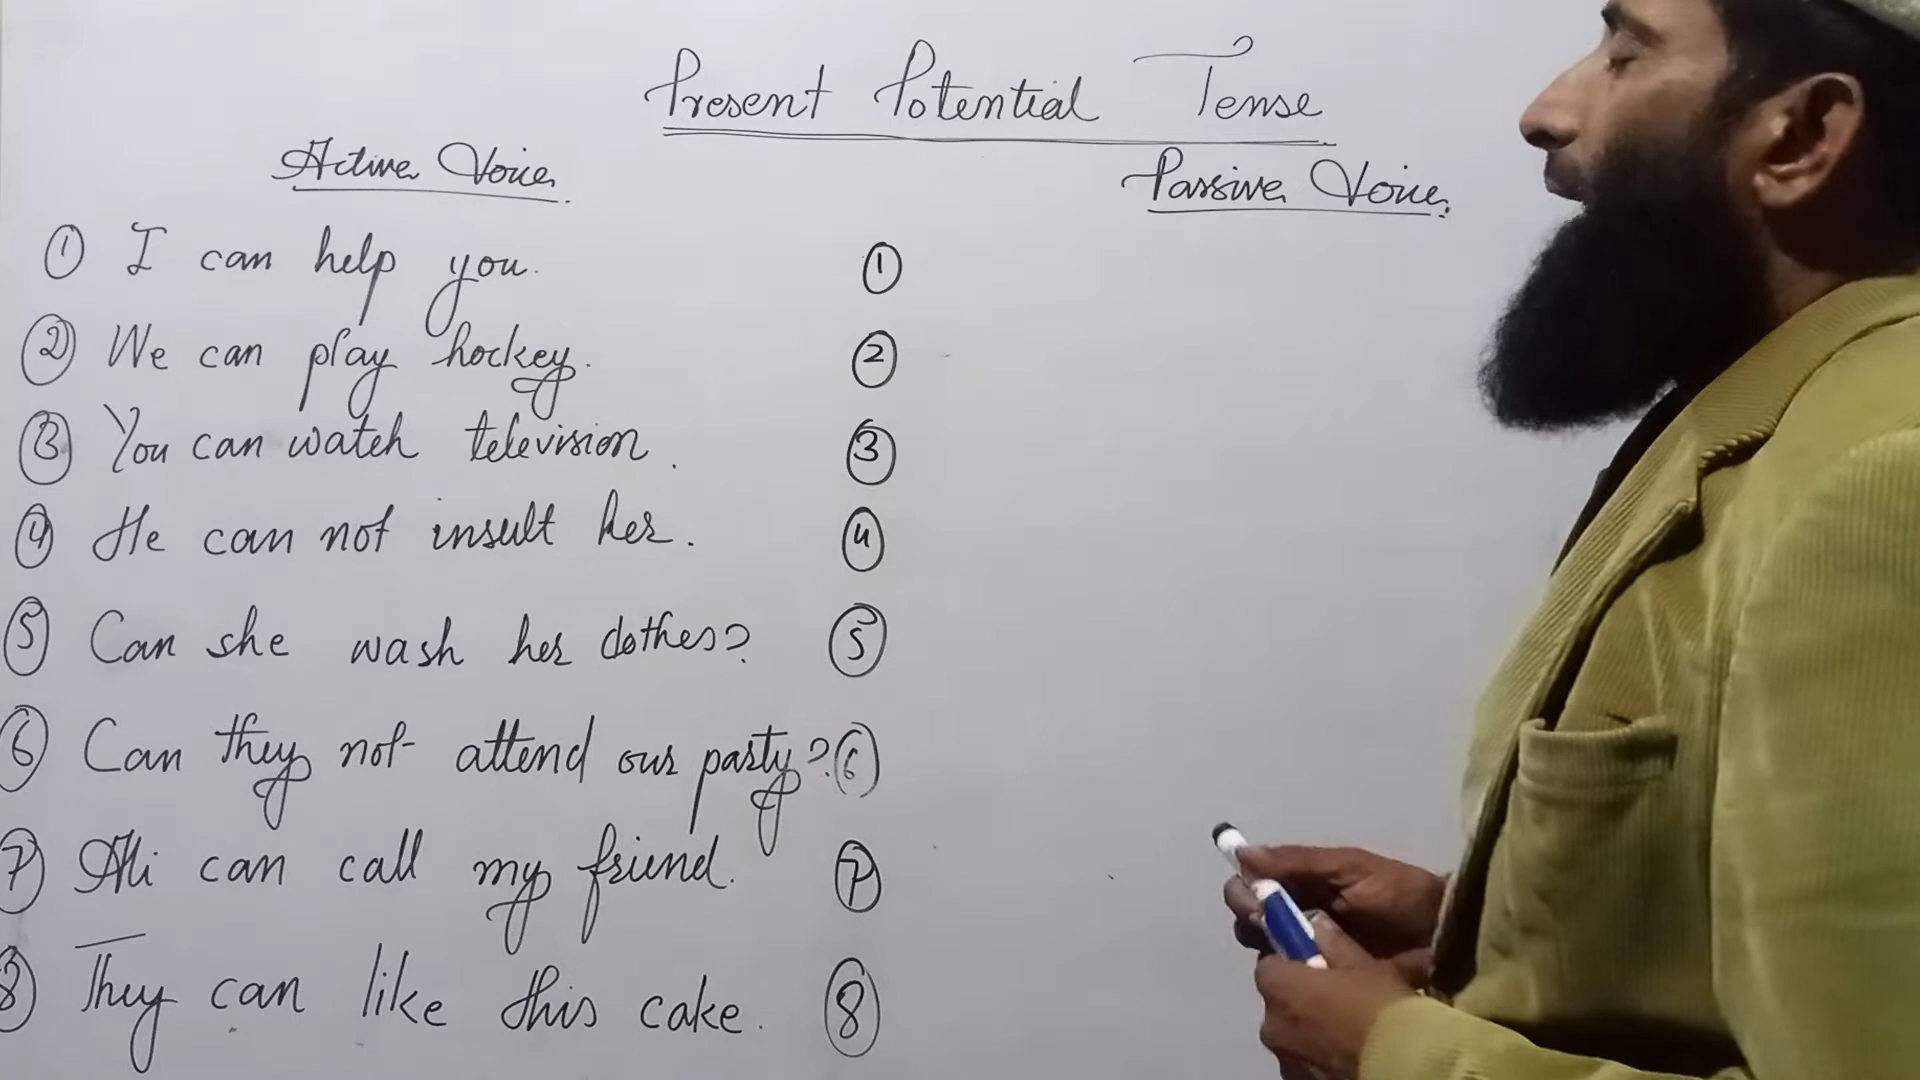 Present Potential Tense
Active Voice
Passive Voice
① I can help you.
② We can play hockey.
③ You can watch television.
④ He can not insult her.
⑤ Can she wash her clothes?
⑥ Can they not attend our party?
⑦ Ali can call my friend.
⑧ They can like this cake.
①
②
③
④
⑤
⑥
⑦
⑧